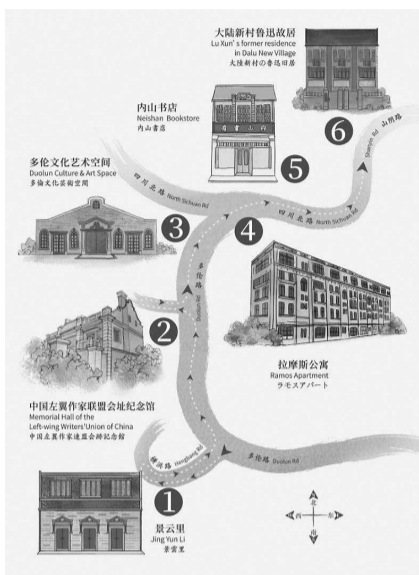 大陆新村鲁迅故居
Lu Xun's former residence
in Dalu New Village
大陸新村の魯迅旧居
6
山阴路
Shanyin Rd
内山书店
Neishan Bookstore
内山書店
5
多伦文化艺术空间
Duolun Culture & Art Space
多倫文化芸術空間
3
四川北路 North Sichuan Rd
4
四川北路 North Sichuan Rd
多伦路
Duolun Rd
2
拉摩斯公寓
Ramos Apartment
ラモスアパート
中国左翼作家联盟会址纪念馆
Memorial Hall of the
Left-wing Writers'Union of China
中国左翼作家連盟会跡記念館
横浜路 Hengbang Rd
多伦路 Duolun Rd
1
景云里
Jing Yun Li
景雲里
北
西 东
南